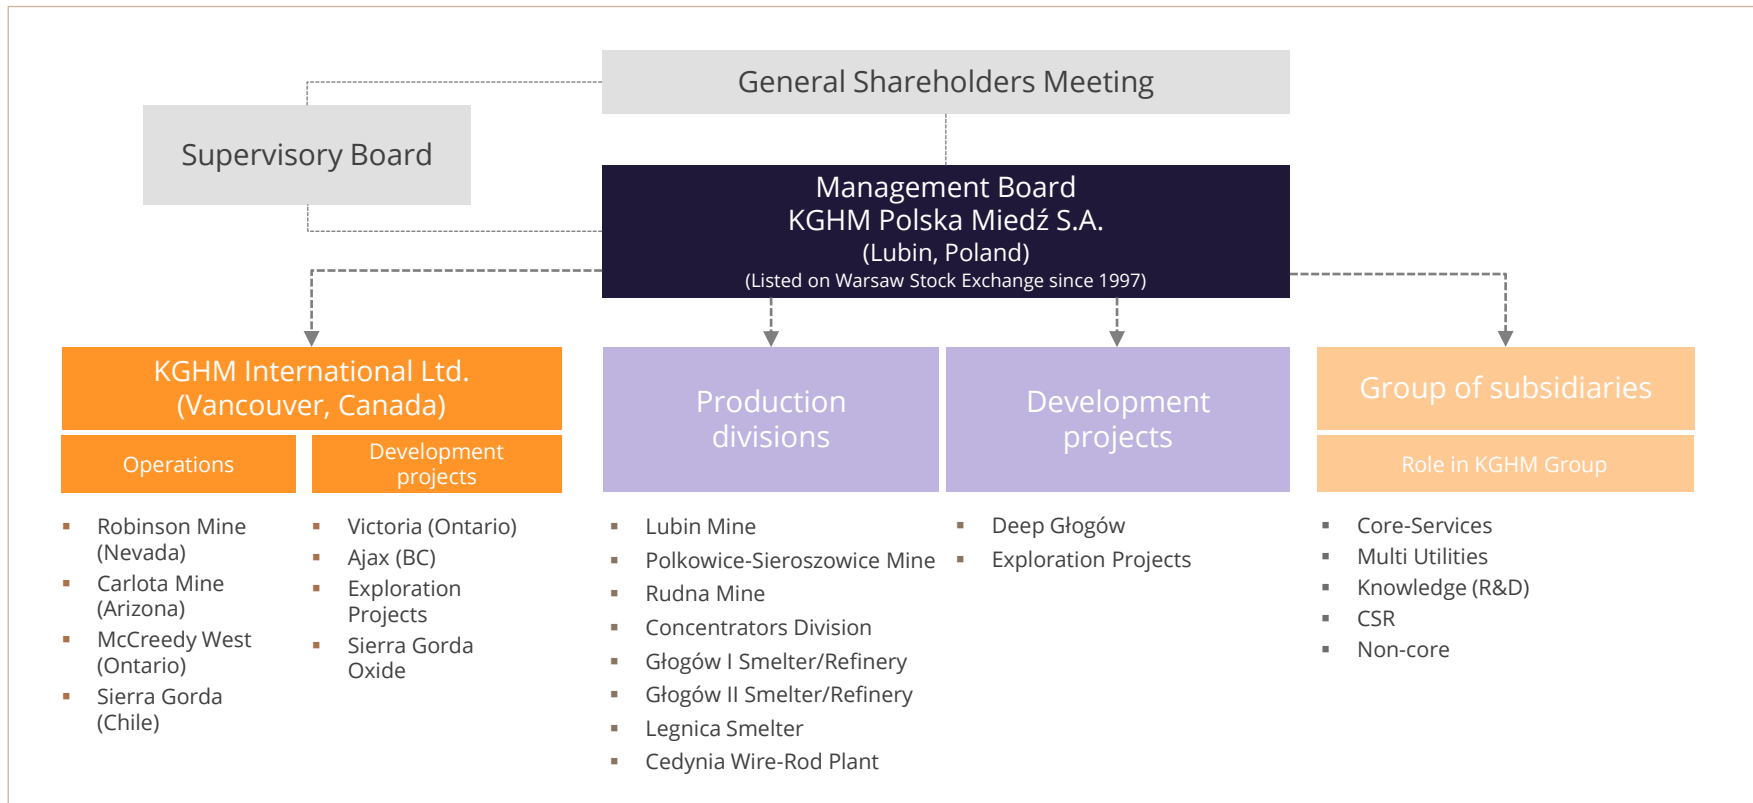 General Shareholders Meeting
Supervisory Board
Management Board
KGHM Polska Miedź S.A.
(Lubin, Poland)
(Listed on Warsaw Stock Exchange since 1997)
KGHM International Ltd.
(Vancouver, Canada)
Operations
Development
projects
Robinson Mine
(Nevada)
Carlota Mine
(Arizona)
McCreedy West
(Ontario)
Sierra Gorda
(Chile)
Victoria (Ontario)
Ajax (BC)
Exploration
Projects
Sierra Gorda
Oxide
Production
divisions
Lubin Mine
Polkowice-Sieroszowice Mine
Rudna Mine
Concentrators Division
Głogów I Smelter/Refinery
Głogów II Smelter/Refinery
Legnica Smelter
Cedynia Wire-Rod Plant
Development
projects
Deep Głogów
Exploration Projects
Group of subsidiaries
Role in KGHM Group
Core-Services
Multi Utilities
Knowledge (R&D)
CSR
Non-core